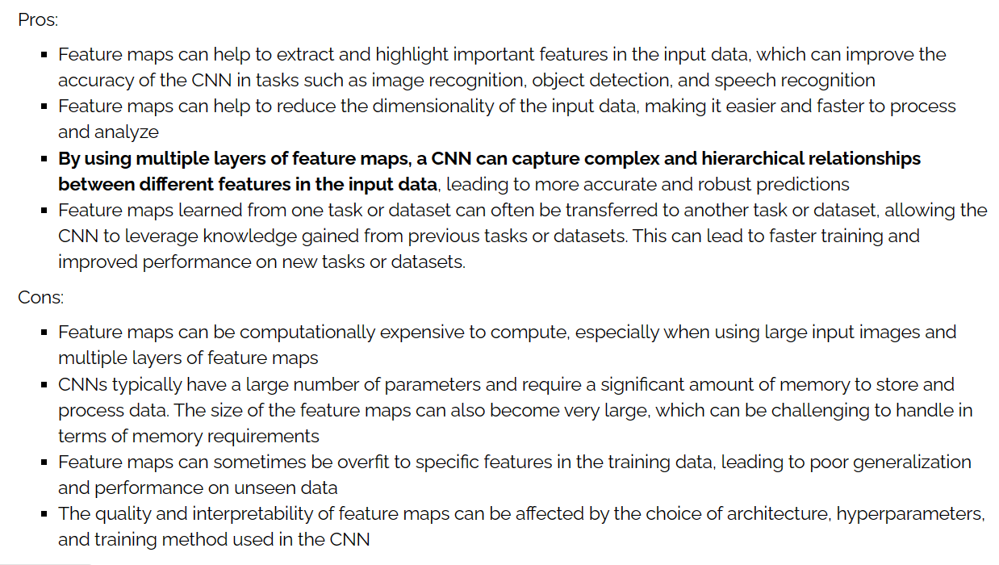 Pros:
▪ Feature maps can help to extract and highlight important features in the input data, which can improve the
accuracy of the CNN in tasks such as image recognition, object detection, and speech recognition
▪ Feature maps can help to reduce the dimensionality of the input data, making it easier and faster to process
and analyze
▪ By using multiple layers of feature maps, a CNN can capture complex and hierarchical relationships
between different features in the input data, leading to more accurate and robust predictions
▪ Feature maps learned from one task or dataset can often be transferred to another task or dataset, allowing the
CNN to leverage knowledge gained from previous tasks or datasets. This can lead to faster training and
improved performance on new tasks or datasets.
Cons:
▪ Feature maps can be computationally expensive to compute, especially when using large input images and
multiple layers of feature maps
▪ CNNs typically have a large number of parameters and require a significant amount of memory to store and
process data. The size of the feature maps can also become very large, which can be challenging to handle in
terms of memory requirements
▪ Feature maps can sometimes be overfit to specific features in the training data, leading to poor generalization
and performance on unseen data
▪ The quality and interpretability of feature maps can be affected by the choice of architecture, hyperparameters,
and training method used in the CNN